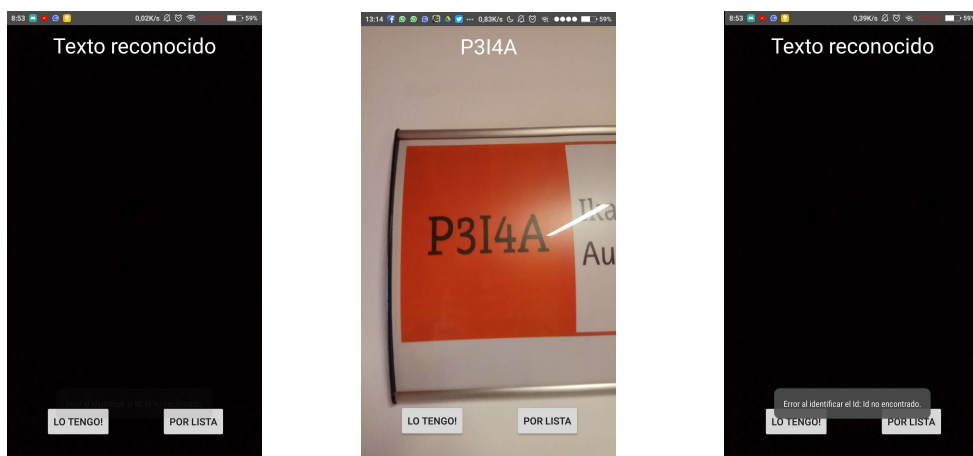 8:53 0,02K/s 59%
Texto reconocido
LO TENGO! POR LISTA
13:14 0,83K/s 59%
P3I4A
P3I4A
Ika
Au
LO TENGO! POR LISTA
8:53 0,39K/s 59%
Texto reconocido
Error al identificar el Id: Id no encontrado.
LO TENGO! POR LISTA